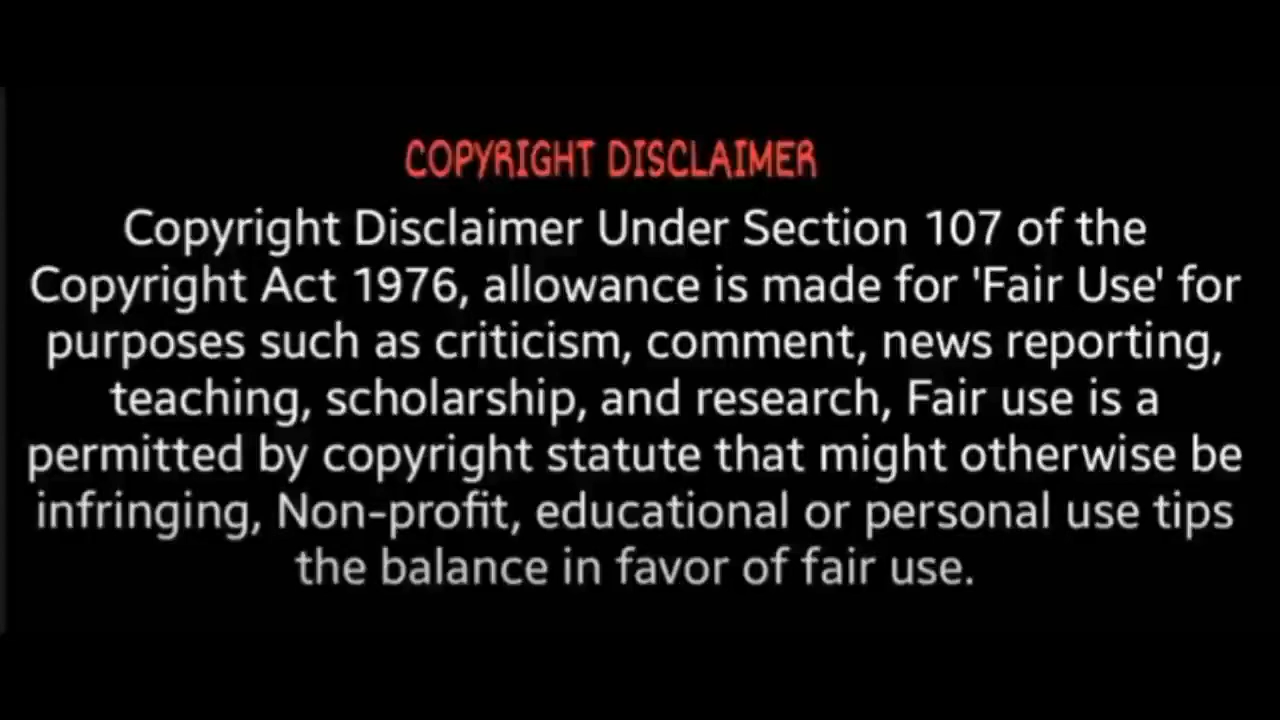 COPYRIGHT DISCLAIMER
Copyright Disclaimer Under Section 107 of the
Copyright Act 1976, allowance is made for 'Fair Use' for
purposes such as criticism, comment, news reporting,
teaching, scholarship, and research, Fair use is a
permitted by copyright statute that might otherwise be
infringing, Non-profit, educational or personal use tips
the balance in favor of fair use.